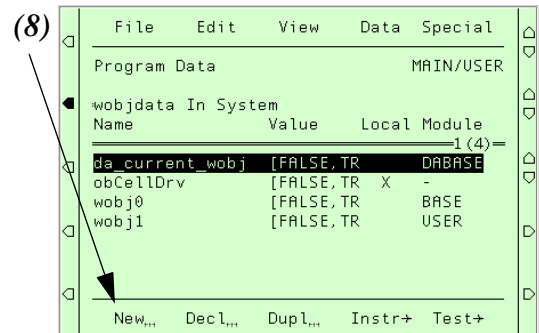 (8)
File Edit View Data Special
Program Data MAIN/USER
wobjdata In System
Name Value Local Module
1(4)
da_current_wobj [FALSE,TR DABASE
obCellDrv [FALSE,TR X -
wobj0 [FALSE,TR BASE
wobj1 [FALSE,TR USER
New... Decl... Dupl... Instr→ Test→